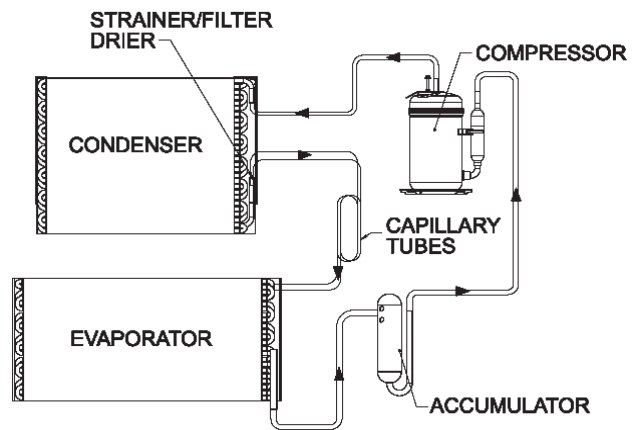 STRAINER/FILTER
DRIER
COMPRESSOR
CONDENSER
CAPILLARY
TUBES
EVAPORATOR
ACCUMULATOR